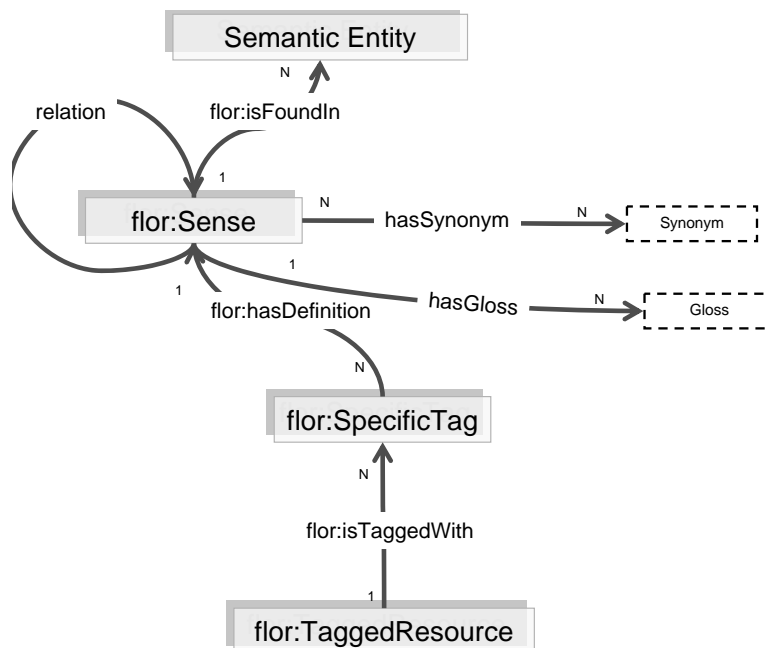 Semantic Entity
N
relation
flor:isFoundIn
1
N
flor:Sense
hasSynonym
N
Synonym
1
1
flor:hasDefinition
hasGloss
N
Gloss
N
flor:SpecificTag
N
flor:isTaggedWith
1
flor:TaggedResource